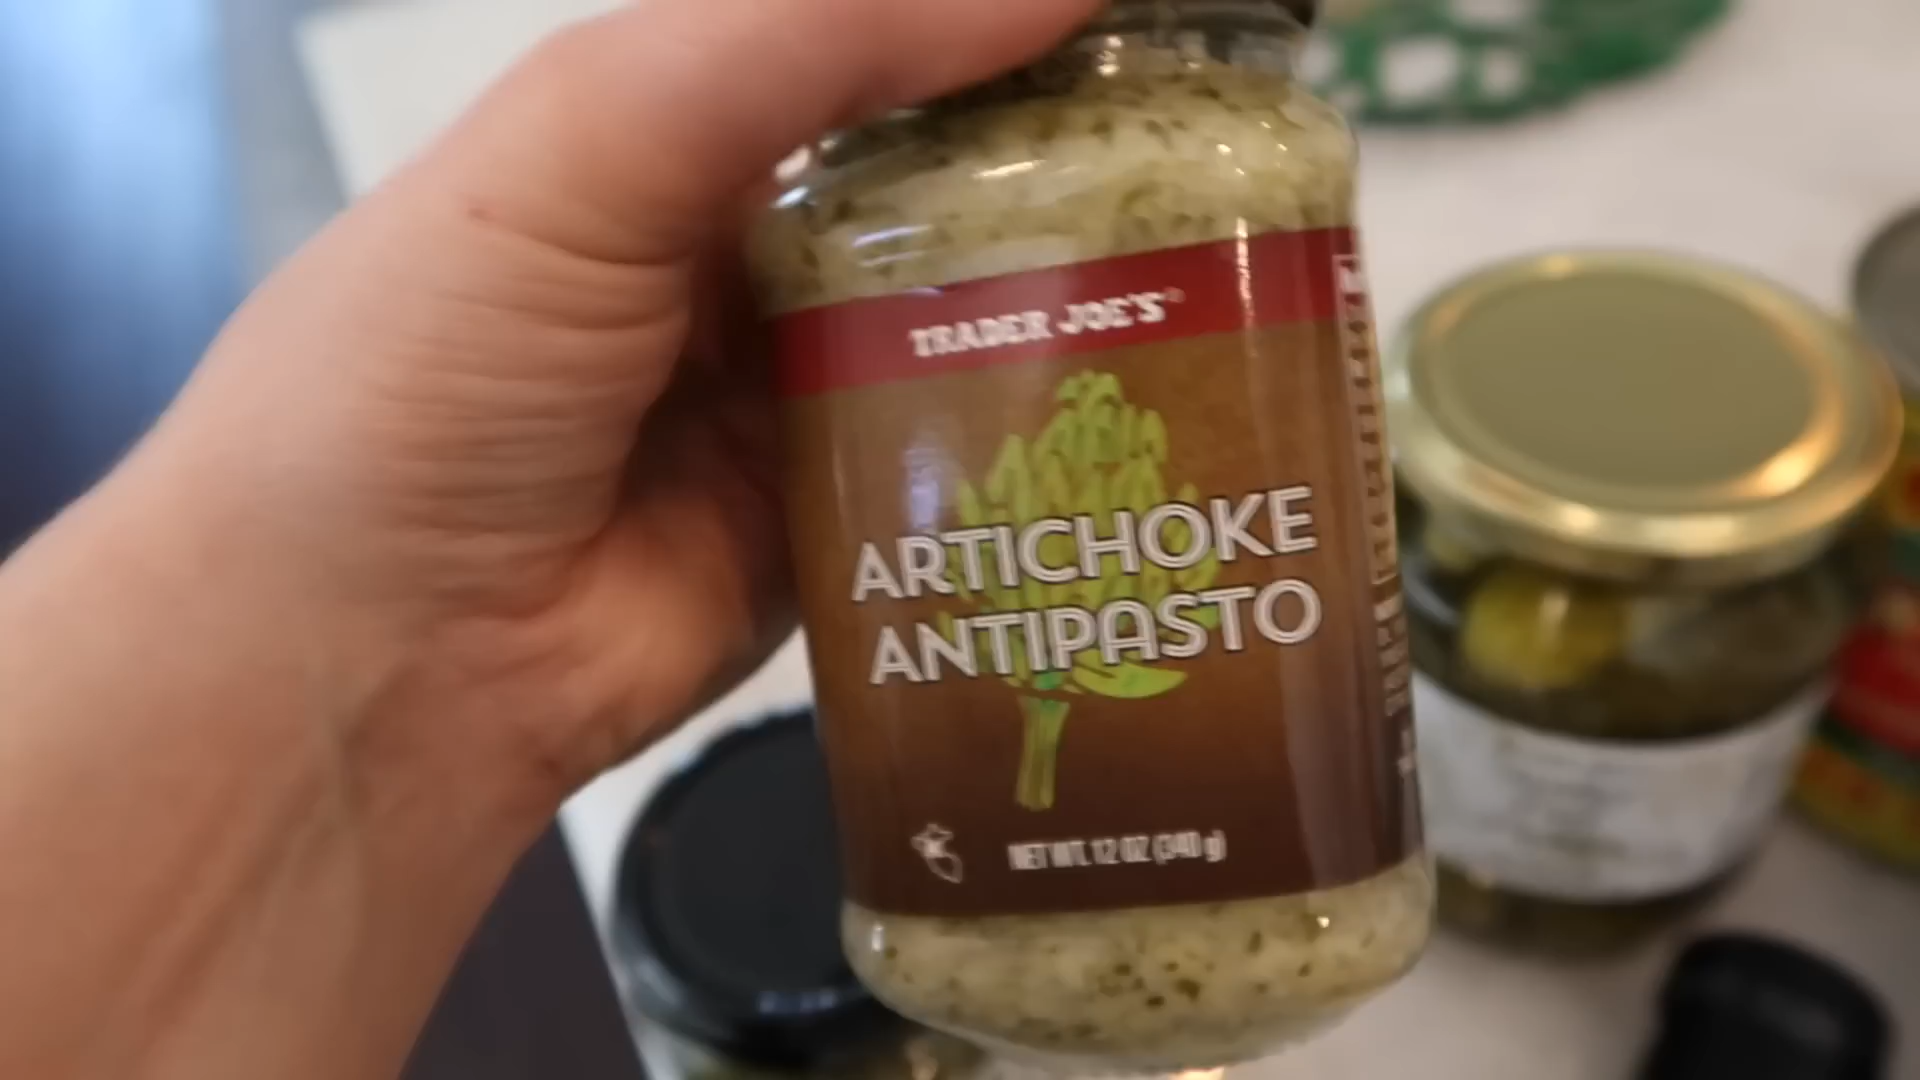 TRADER JOE'S
ARTICHOKE
ANTIPASTO
NET WT. 12 OZ (340 g)